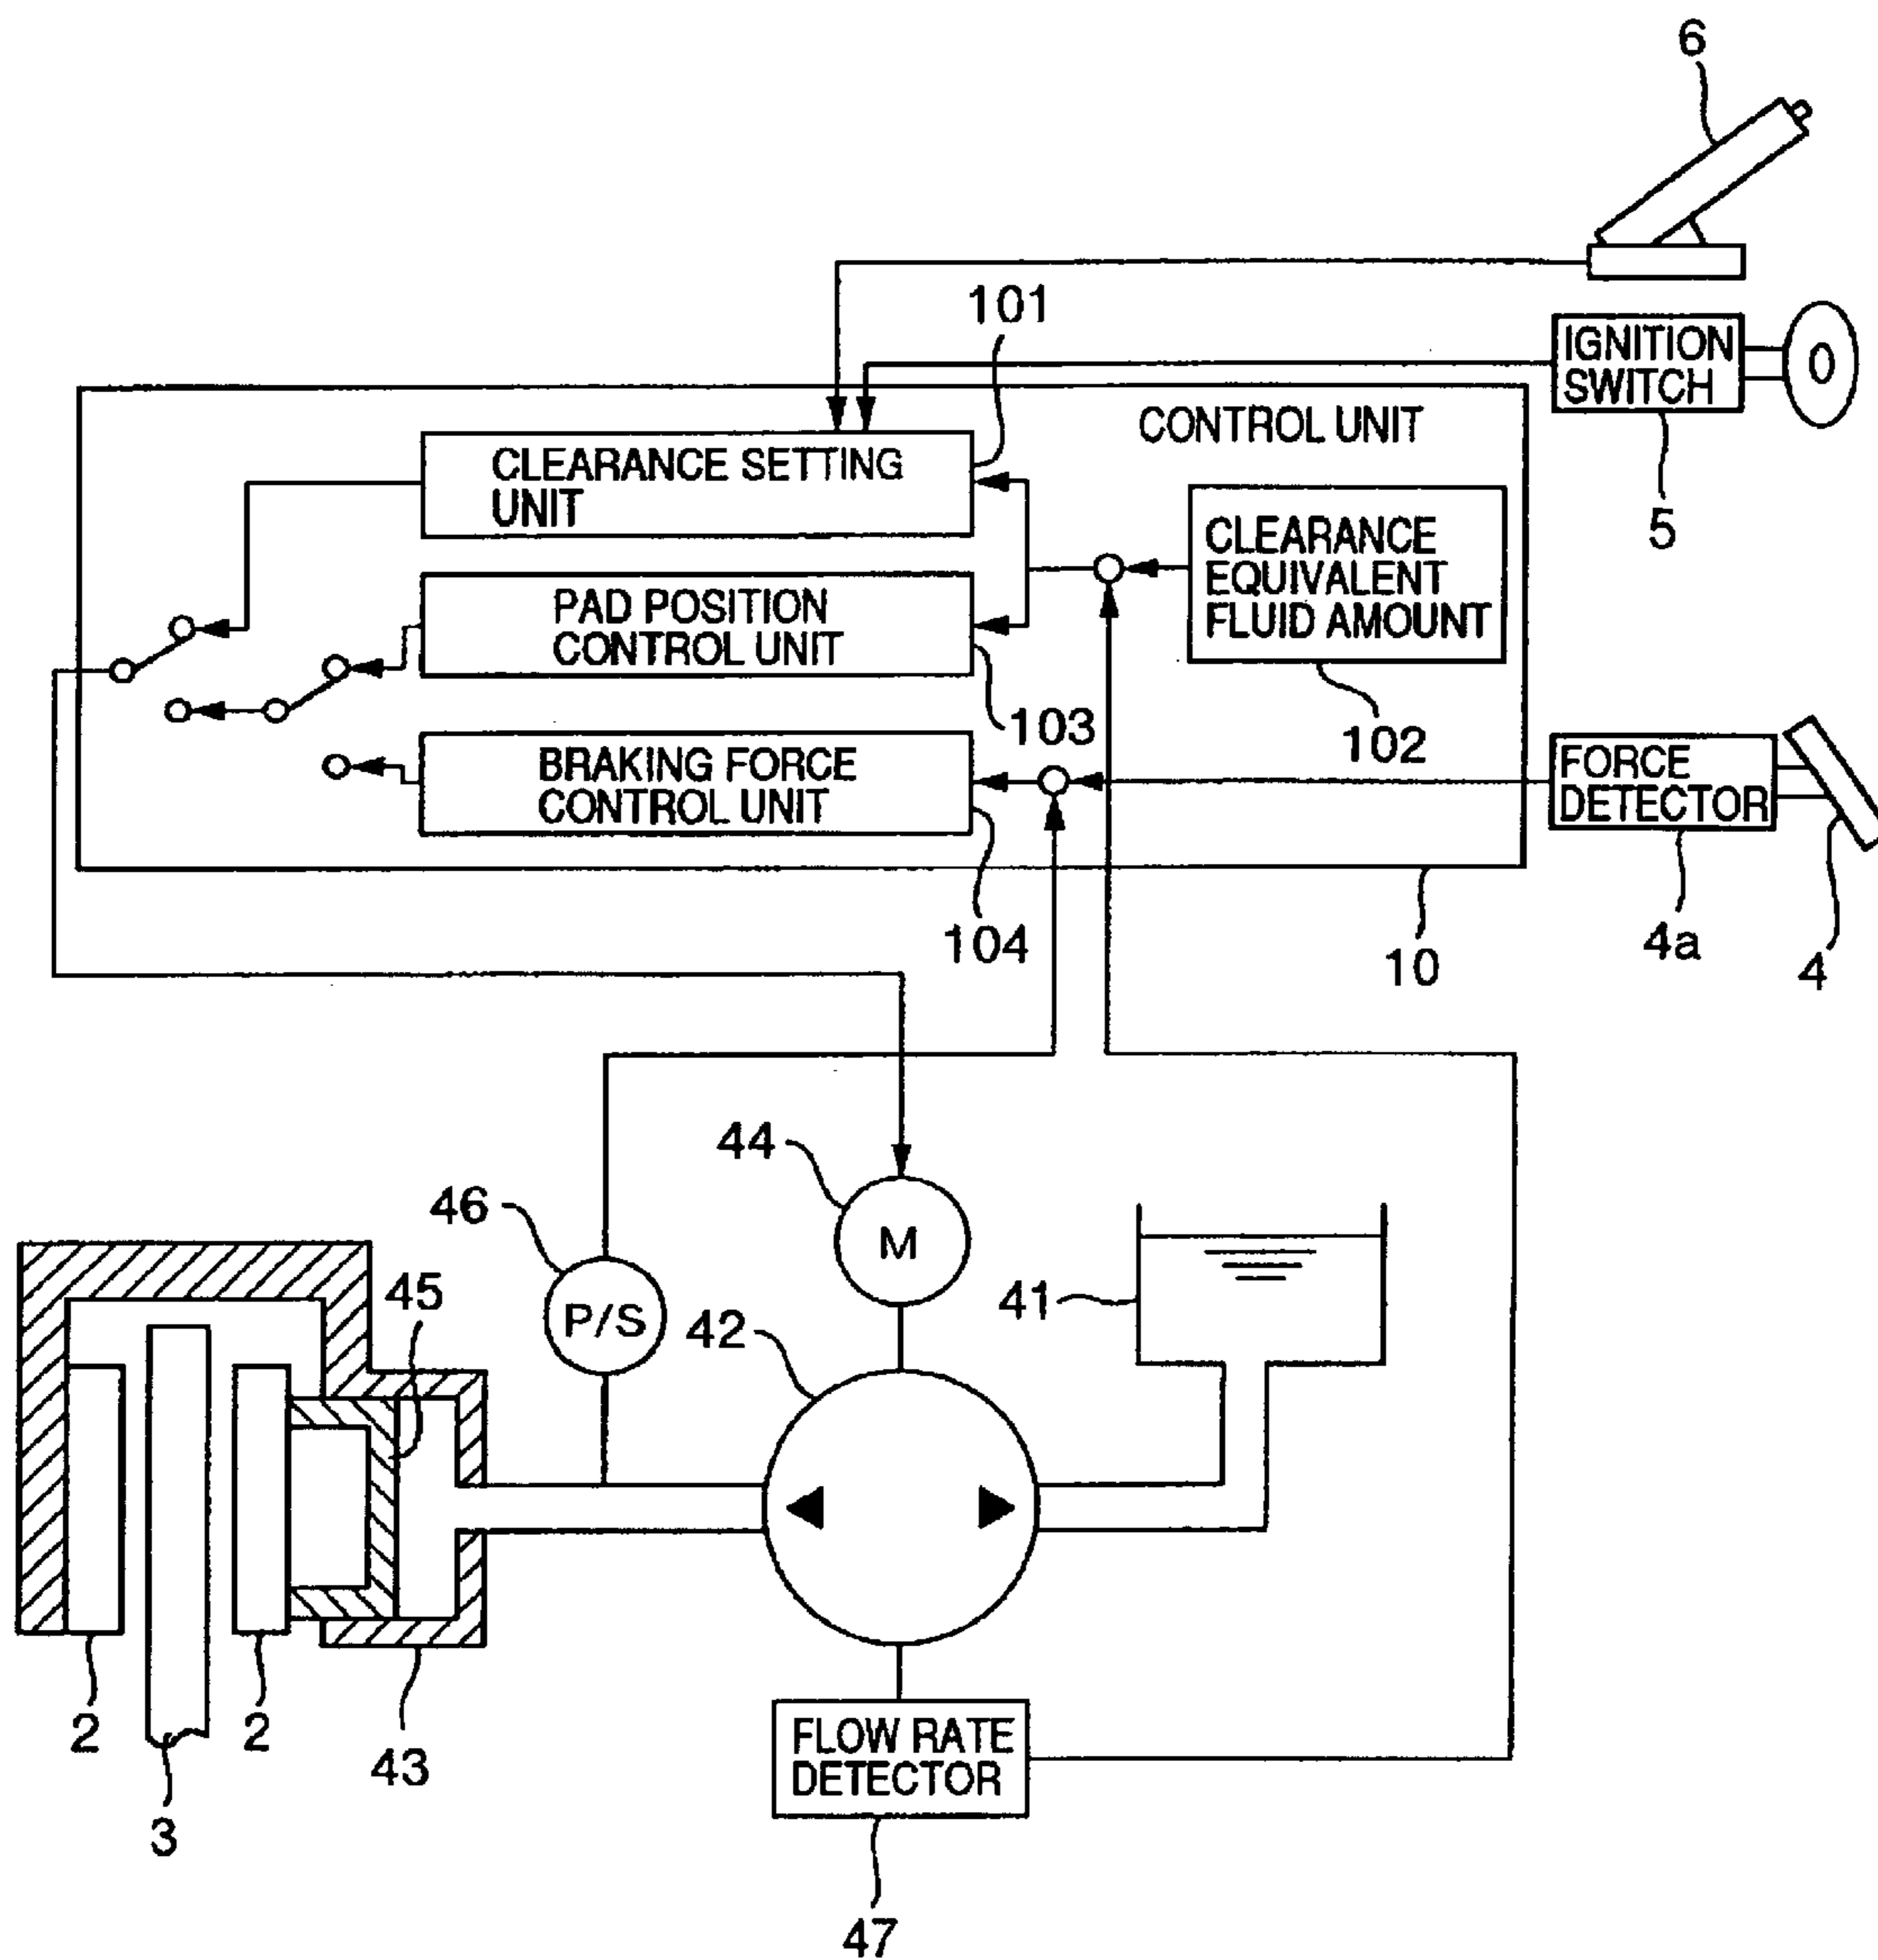 6
101
IGNITION
SWITCH
5
CONTROL UNIT
CLEARANCE SETTING
UNIT
CLEARANCE
EQUIVALENT
FLUID AMOUNT
102
PAD POSITION
CONTROL UNIT
103
BRAKING FORCE
CONTROL UNIT
104
FORCE
DETECTOR
4a
4
10
44
M
46
P/S
45
42
41
2
3
2
43
FLOW RATE
DETECTOR
47